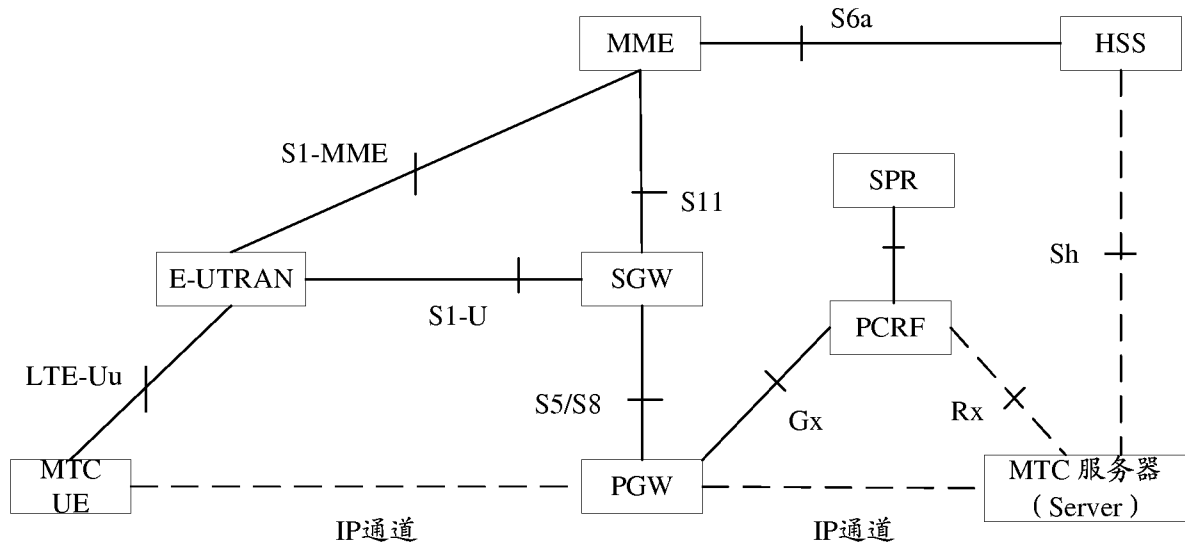 S6a
MME
HSS
S1-MME
SPR
S11
Sh
E-UTRAN
SGW
S1-U
PCRF
LTE-Uu
S5/S8
Gx
Rx
MTC
UE
PGW
MTC 服务器
（Server）
IP通道
IP通道